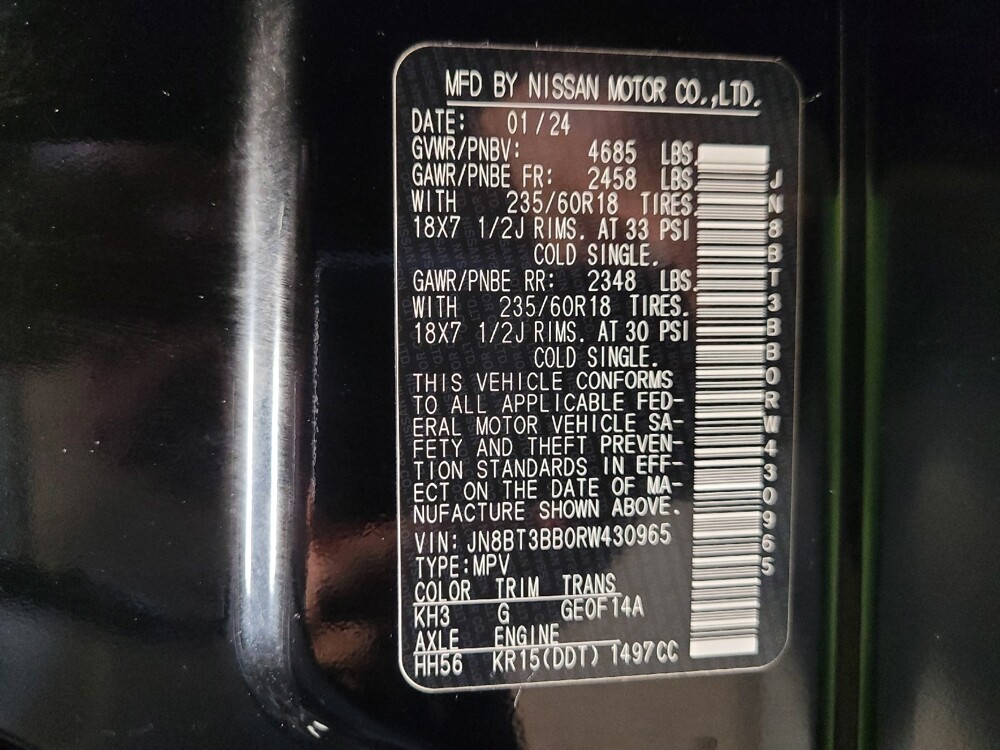 MFD BY NISSAN MOTOR CO.,LTD.
DATE: 01/24
GVWR/PNBV: 4685 LBS
GAWR/PNBE FR: 2458 LBS
WITH 235/60R18 TIRES
18X7 1/2J RIMS. AT 33 PSI
COLD SINGLE.
GAWR/PNBE RR: 2348 LBS
WITH 235/60R18 TIRES.
18X7 1/2J RIMS. AT 30 PSI
COLD SINGLE.
THIS VEHICLE CONFORMS
TO ALL APPLICABLE FED-
ERAL MOTOR VEHICLE SA-
FETY AND THEFT PREVEN-
TION STANDARDS IN EFF-
ECT ON THE DATE OF MA-
NUFACTURE SHOWN ABOVE.
VIN: JN8BT3BB0RW430965
TYPE:MPV
COLOR TRIM TRANS
KH3 G GE0F14A
AXLE ENGINE
HH56 KR15(DDT) 1497CC
JN8BT3BB0RW430965